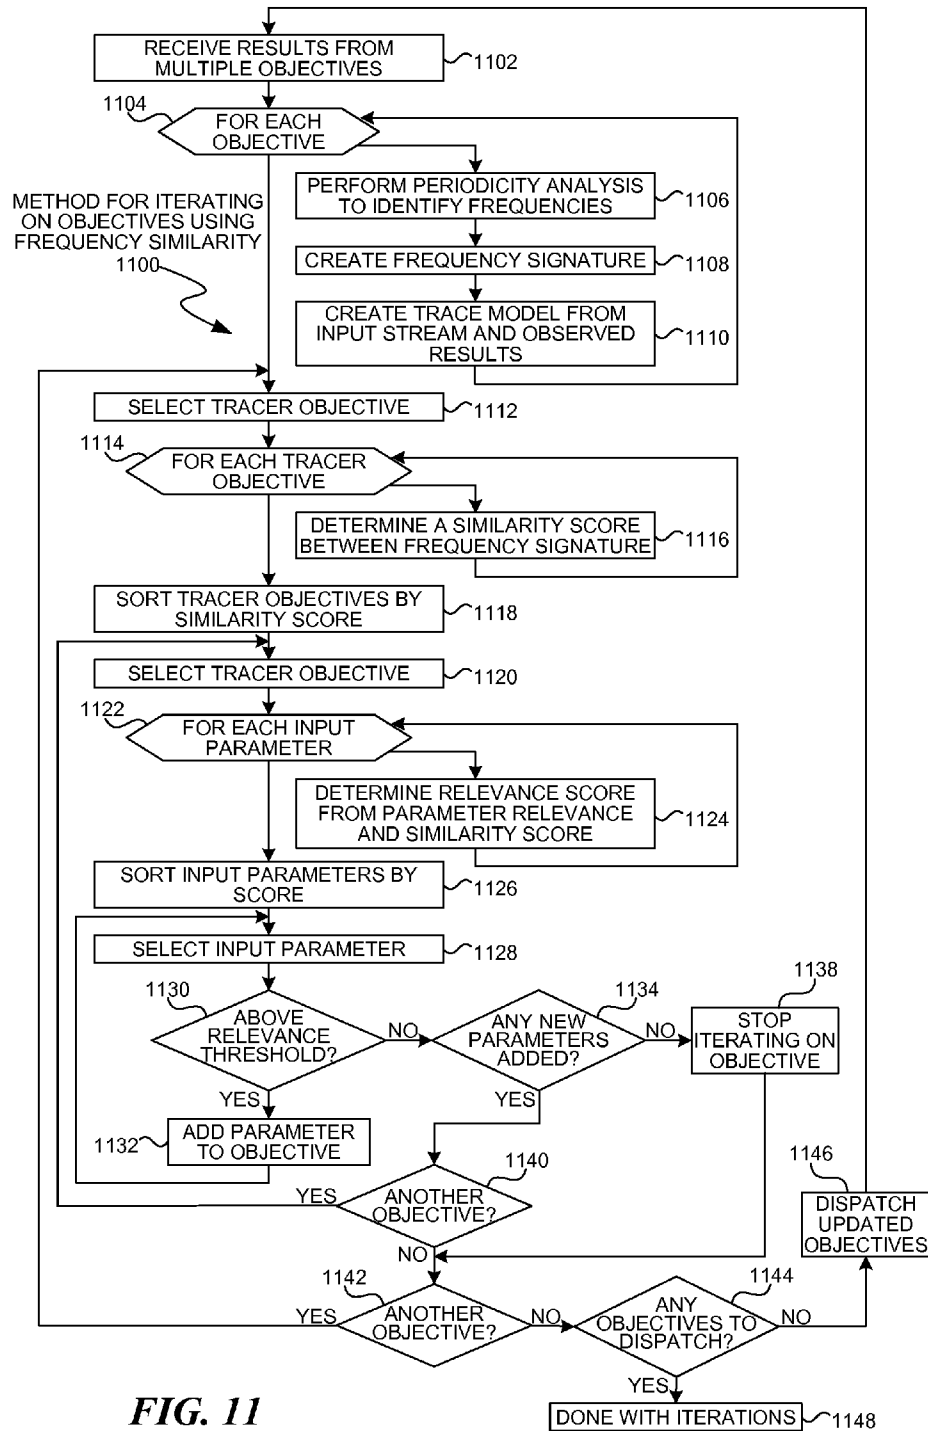 RECEIVE RESULTS FROM
MULTIPLE OBJECTIVES
1102
1104
FOR EACH
OBJECTIVE
METHOD FOR ITERATING
ON OBJECTIVES USING
FREQUENCY SIMILARITY
1100
PERFORM PERIODICITY ANALYSIS
TO IDENTIFY FREQUENCIES
1106
CREATE FREQUENCY SIGNATURE
1108
CREATE TRACE MODEL FROM
INPUT STREAM AND OBSERVED
RESULTS
1110
SELECT TRACER OBJECTIVE
1112
1114
FOR EACH TRACER
OBJECTIVE
DETERMINE A SIMILARITY SCORE
BETWEEN FREQUENCY SIGNATURE
1116
SORT TRACER OBJECTIVES BY
SIMILARITY SCORE
1118
SELECT TRACER OBJECTIVE
1120
1122
FOR EACH INPUT
PARAMETER
DETERMINE RELEVANCE SCORE
FROM PARAMETER RELEVANCE
AND SIMILARITY SCORE
1124
SORT INPUT PARAMETERS BY
SCORE
1126
SELECT INPUT PARAMETER
1128
1130
ABOVE
RELEVANCE
THRESHOLD?
NO
YES
1134
ANY NEW
PARAMETERS
ADDED?
NO
YES
1138
STOP
ITERATING ON
OBJECTIVE
1132
ADD PARAMETER
TO OBJECTIVE
1140
ANOTHER
OBJECTIVE?
YES
NO
1146
DISPATCH
UPDATED
OBJECTIVES
1142
ANOTHER
OBJECTIVE?
YES
NO
1144
ANY
OBJECTIVES TO
DISPATCH?
NO
YES
DONE WITH ITERATIONS
1148
FIG. 11